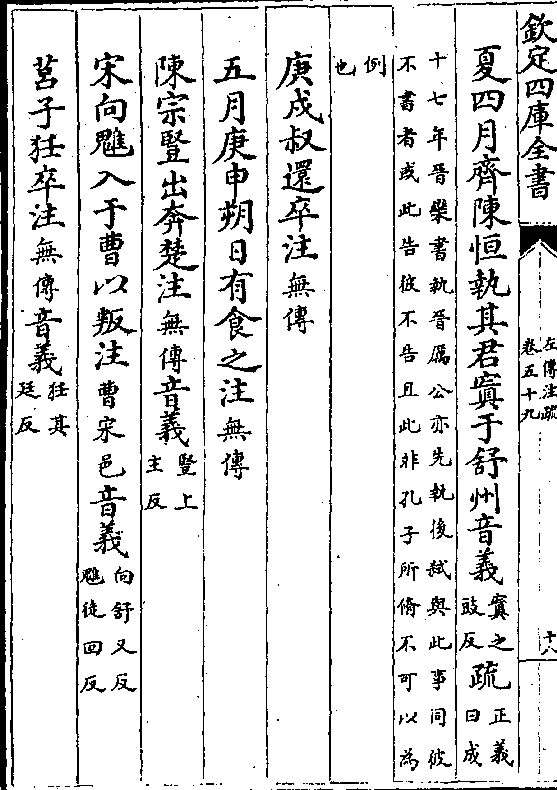 欽定四庫全書
左傳注疏
卷五十九
十八
夏四月齊陳恒執其君寘于舒州音義寘之豉反疏正義曰成
十七年晉欒書執晉厲公亦先執後弑與此事同彼
不書者或此告彼不告且此非孔子所脩不可以為
例也
庚戌叔還卒注無傳
五月庚申朔日有食之注無傳
陳宗豎出奔楚注無傳音義豎上主反
宋向魋入于曹以叛注曹宋邑音義向舒又反魋徒回反
莒子狂卒注無傳音義狂其廷反